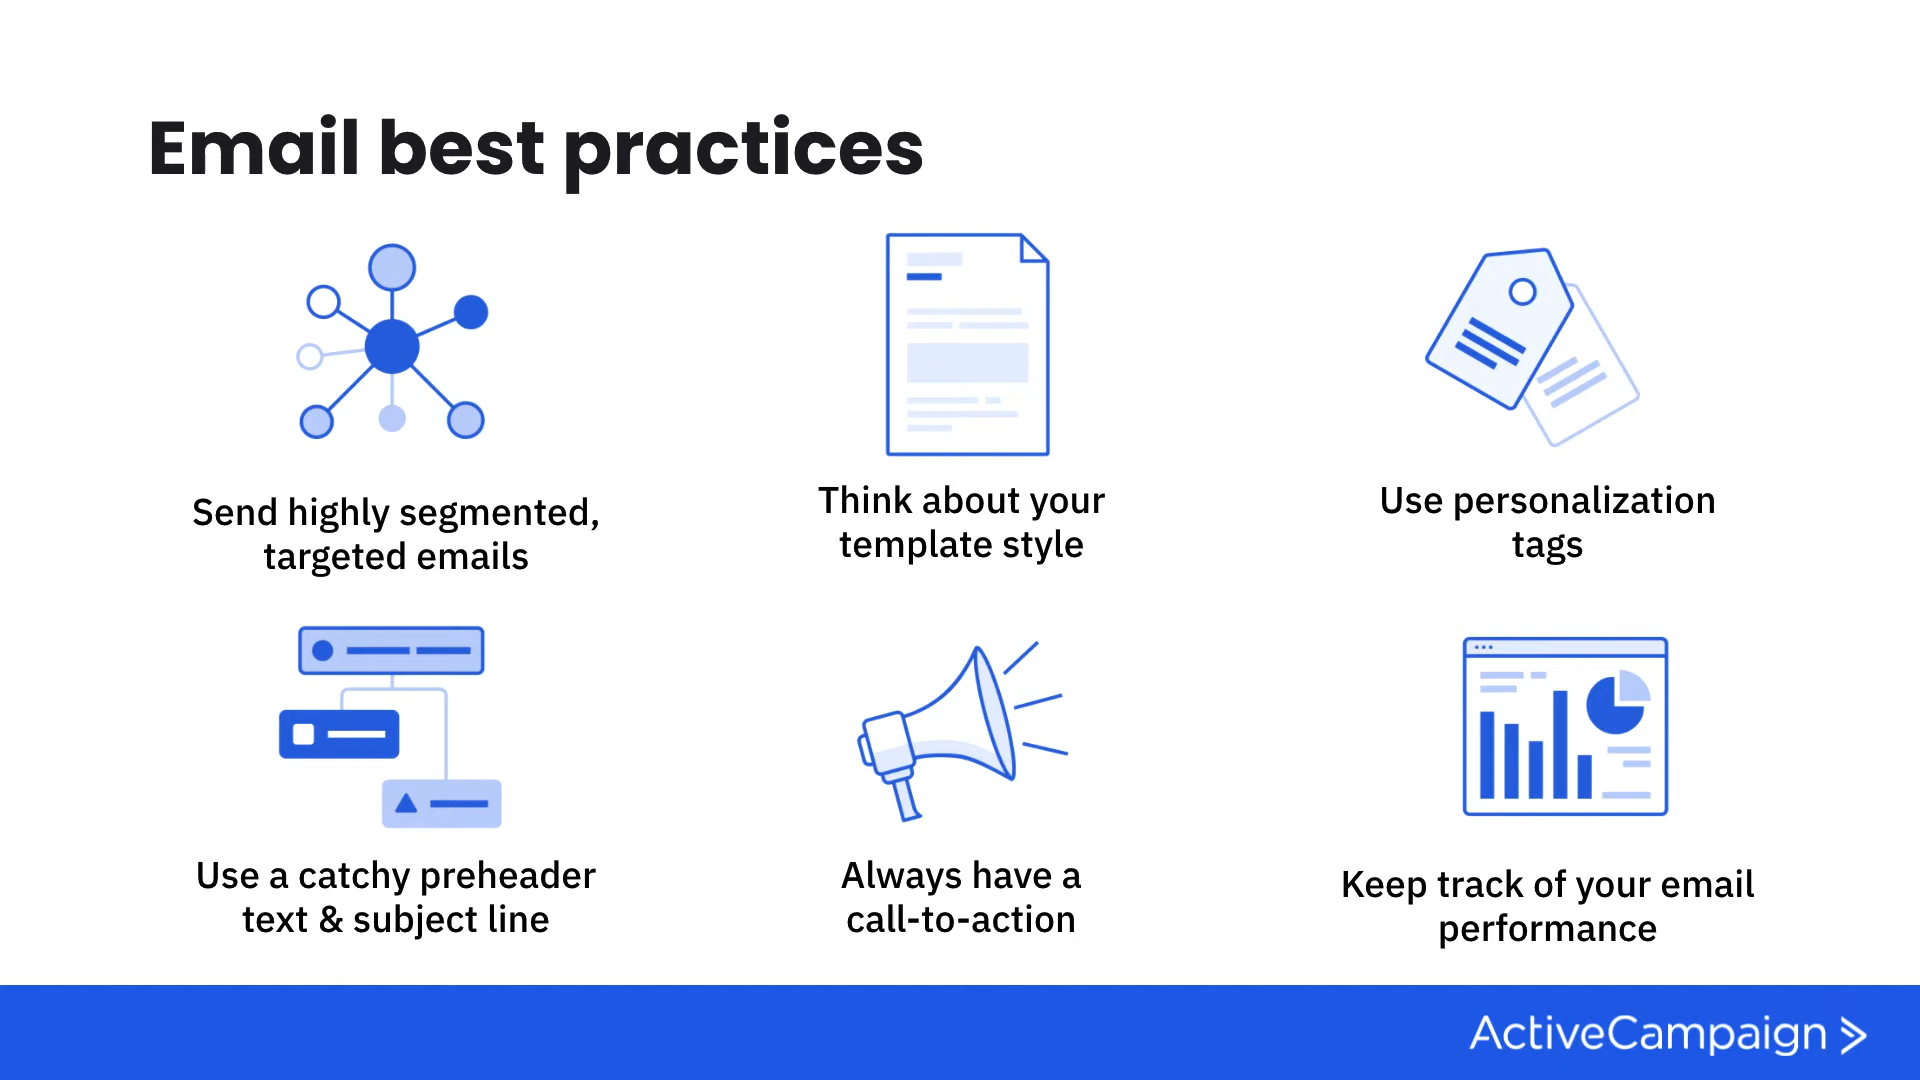 Email best practices
Send highly segmented,
targeted emails
Think about your
template style
Use personalization
tags
Use a catchy preheader
text & subject line
Always have a
call-to-action
Keep track of your email
performance
ActiveCampaign